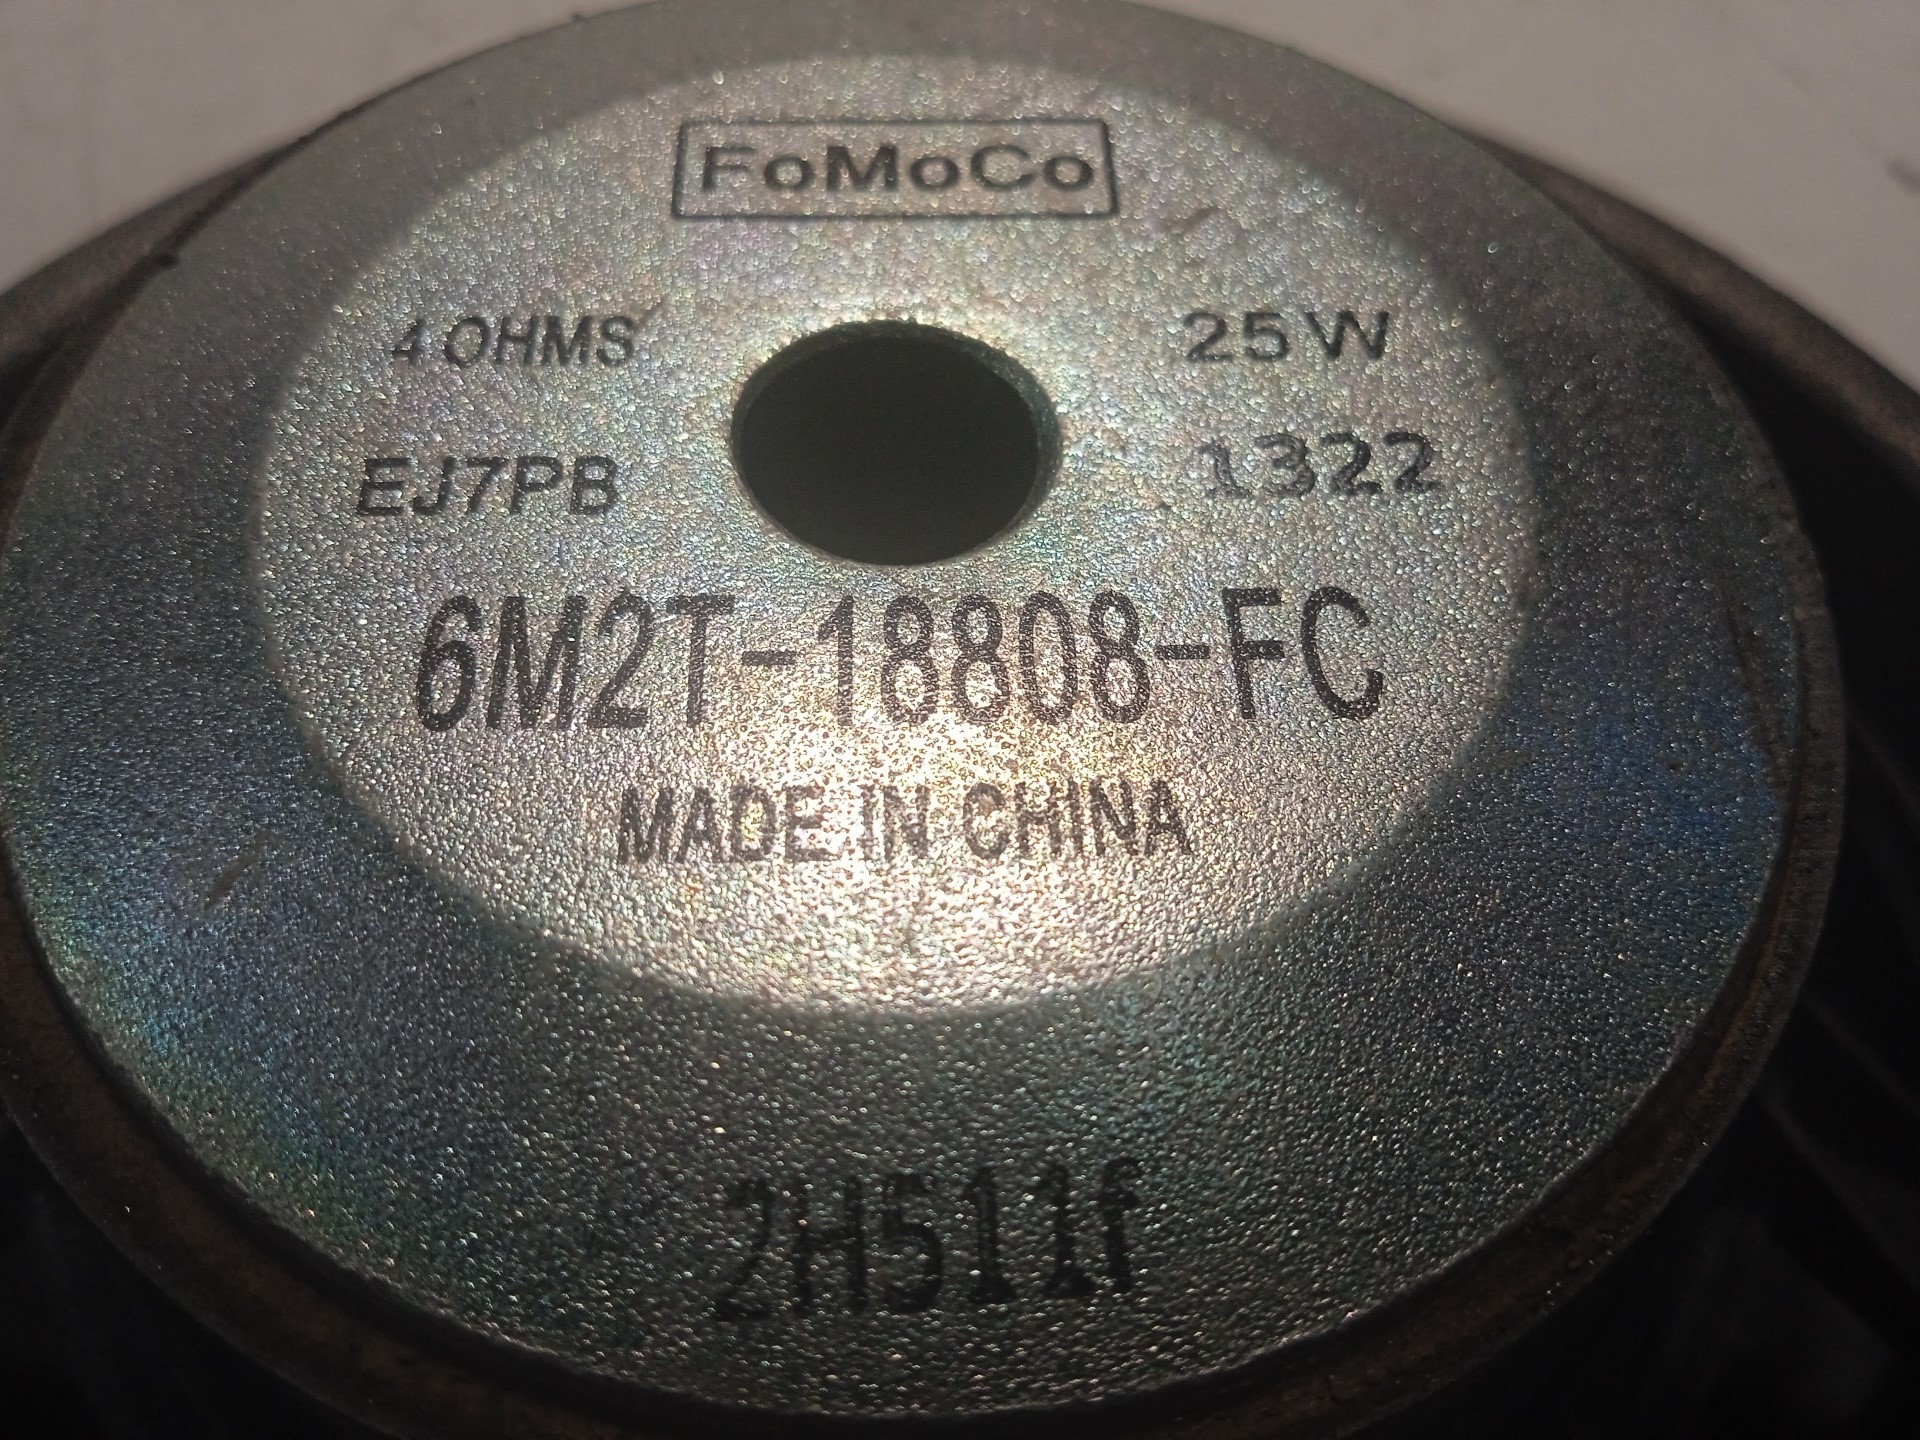 FoMoCo
4 OHMS 25W
EJ7PB 1322
6M2T-18808-FC
MADE IN CHINA
2H511f